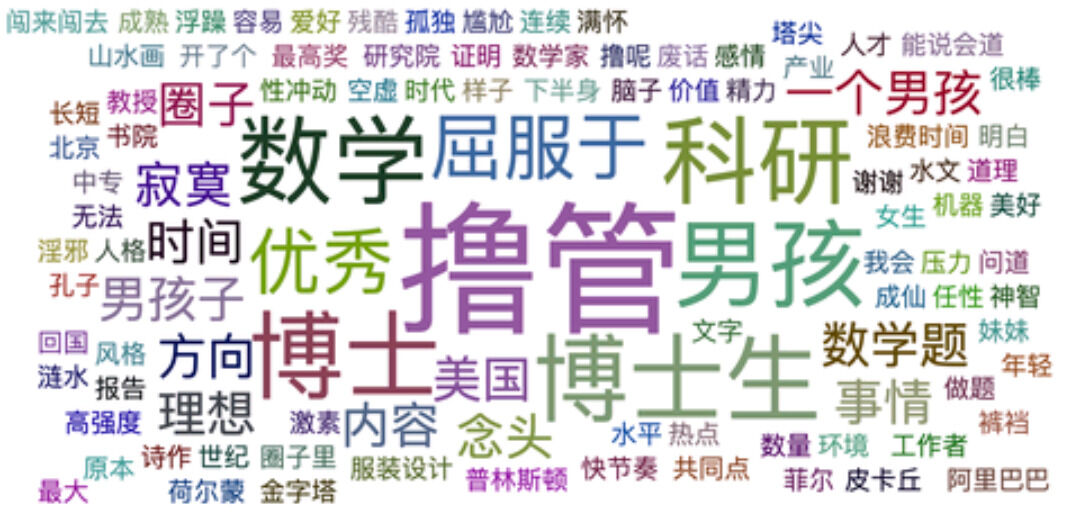 闯来闯去 成熟 浮躁 容易 爱好 残酷 孤独 尴尬 连续 满怀
塔尖 人才 能说会道
山水画 开了个 最高奖 研究院 证明 数学家 撸呢 废话 感情
产业 一个男孩 很棒
长短 教授 圈子 性冲动 空虚 时代 样子 下半身 脑子 价值 精力
北京 书院 数学 屈服于 科研 浪费时间 明白
中专 寂寞 谢谢 水文 道理
无法 时间 优秀 撸管 男孩 女生 机器 美好
淫邪 人格 我会 压力 问道
孔子 男孩子 成仙 任性 神智
回国 风格 方向 博士 美国 博士生 文字 数学题 妹妹
涟水 报告 年轻
高强度 理想 激素 内容 念头 事情 做题
水平 热点 裤裆
原本 诗作 世纪 圈子里 服装设计 普林斯顿 快节奏 共同点 数量 环境 工作者
最大 荷尔蒙 金字塔 菲尔 皮卡丘 阿里巴巴